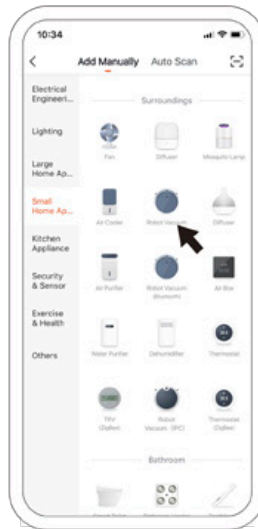 10:34
Add Manually Auto Scan
Electrical
Engineeri...
Lighting
Large
Home Ap...
Small
Home Ap...
Kitchen
Appliance
Security
& Sensor
Exercise
& Health
Others
Surroundings
Fan Diffuser Mosquito Lamp
Air Cooler Robot Vacuum Diffuser
Air Purifier Robot Vacuum
(Bluetooth) Air Box
Water Purifier Dehumidifier Thermostat
TRV
(ZigBee) Robot
Vacuum (IPC) Thermostat
(ZigBee)
Bathroom